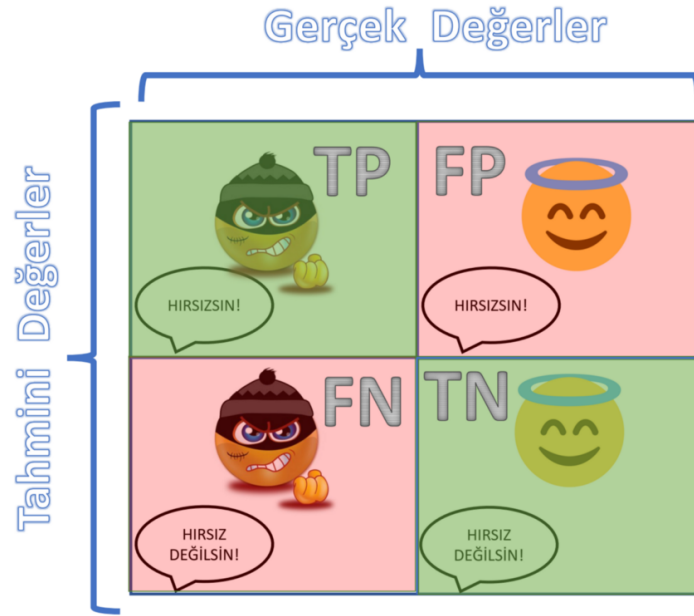 Gerçek Değerler
Tahmini Değerler
TP
FP
HIRSIZSIN!
HIRSIZSIN!
FN
TN
HIRSIZ
DEĞİLSİN!
HIRSIZ
DEĞİLSİN!